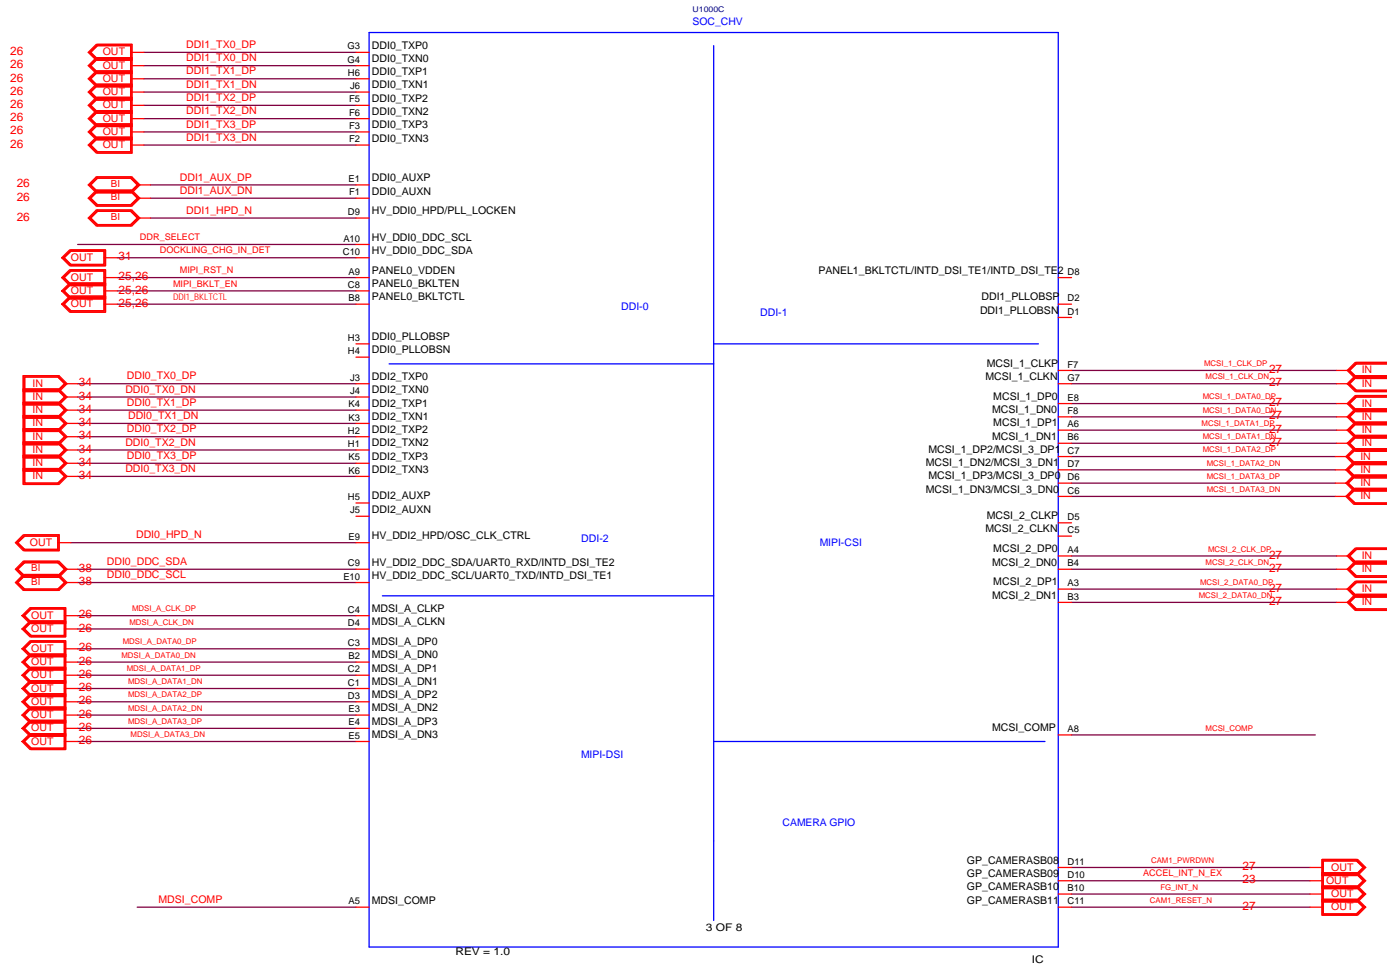 U1000C
SOC_CHV
26 OUT DDI1_TX0_DP G3 DDI0_TXP0
26 OUT DDI1_TX0_DN G4 DDI0_TXN0
26 OUT DDI1_TX1_DP H6 DDI0_TXP1
26 OUT DDI1_TX1_DN J6 DDI0_TXN1
26 OUT DDI1_TX2_DP F5 DDI0_TXP2
26 OUT DDI1_TX2_DN F6 DDI0_TXN2
26 OUT DDI1_TX3_DP F3 DDI0_TXP3
26 OUT DDI1_TX3_DN F2 DDI0_TXN3
26 BI DDI1_AUX_DP E1 DDI0_AUXP
26 BI DDI1_AUX_DN F1 DDI0_AUXN
26 BI DDI1_HPD_N D9 HV_DDI0_HPD/PLL_LOCKEN
DDR_SELECT A10 HV_DDI0_DDC_SCL
OUT 31 DOCKLING_CHG_IN_DET C10 HV_DDI0_DDC_SDA
OUT 25,26 MIPI_RST_N A9 PANEL0_VDDEN
OUT 25,26 MIPI_BKLT_EN C8 PANEL0_BKLTEN
OUT 25,26 DDI1_BKLTCTL B8 PANEL0_BKLTCTL
H3 DDI0_PLLOBSP
H4 DDI0_PLLOBSN
DDI-0
IN 34 DDI0_TX0_DP J3 DDI2_TXP0
IN 34 DDI0_TX0_DN J4 DDI2_TXN0
IN 34 DDI0_TX1_DP K4 DDI2_TXP1
IN 34 DDI0_TX1_DN K3 DDI2_TXN1
IN 34 DDI0_TX2_DP H2 DDI2_TXP2
IN 34 DDI0_TX2_DN H1 DDI2_TXN2
IN 34 DDI0_TX3_DP K5 DDI2_TXP3
IN 34 DDI0_TX3_DN K6 DDI2_TXN3
H5 DDI2_AUXP
J5 DDI2_AUXN
OUT DDI0_HPD_N E9 HV_DDI2_HPD/OSC_CLK_CTRL
DDI-2
BI 38 DDI0_DDC_SDA C9 HV_DDI2_DDC_SDA/UART0_RXD/INTD_DSI_TE2
BI 38 DDI0_DDC_SCL E10 HV_DDI2_DDC_SCL/UART0_TXD/INTD_DSI_TE1
OUT 26 MDSI_A_CLK_DP C4 MDSI_A_CLKP
OUT 26 MDSI_A_CLK_DN D4 MDSI_A_CLKN
OUT 26 MDSI_A_DATA0_DP C3 MDSI_A_DP0
OUT 26 MDSI_A_DATA0_DN B2 MDSI_A_DN0
OUT 26 MDSI_A_DATA1_DP C2 MDSI_A_DP1
OUT 26 MDSI_A_DATA1_DN C1 MDSI_A_DN1
OUT 26 MDSI_A_DATA2_DP D3 MDSI_A_DP2
OUT 26 MDSI_A_DATA2_DN E3 MDSI_A_DN2
OUT 26 MDSI_A_DATA3_DP E4 MDSI_A_DP3
OUT 26 MDSI_A_DATA3_DN E5 MDSI_A_DN3
MIPI-DSI
MDSI_COMP A5 MDSI_COMP
PANEL1_BKLTCTL/INTD_DSI_TE1/INTD_DSI_TE2 D8
DDI1_PLLOBSP D2
DDI1_PLLOBSN D1
DDI-1
MCSI_1_CLKP F7 MCSI_1_CLK_DP 27 IN
MCSI_1_CLKN G7 MCSI_1_CLK_DN 27 IN
MCSI_1_DP0 E8 MCSI_1_DATA0_DP 27 IN
MCSI_1_DN0 F8 MCSI_1_DATA0_DN 27 IN
MCSI_1_DP1 A6 MCSI_1_DATA1_DP 27 IN
MCSI_1_DN1 B6 MCSI_1_DATA1_DN 27 IN
MCSI_1_DP2/MCSI_3_DP1 C7 MCSI_1_DATA2_DP IN
MCSI_1_DN2/MCSI_3_DN1 D7 MCSI_1_DATA2_DN IN
MCSI_1_DP3/MCSI_3_DP0 D6 MCSI_1_DATA3_DP IN
MCSI_1_DN3/MCSI_3_DN0 C6 MCSI_1_DATA3_DN IN
MCSI_2_CLKP D5
MCSI_2_CLKN C5
MIPI-CSI
MCSI_2_DP0 A4 MCSI_2_CLK_DP 27 IN
MCSI_2_DN0 B4 MCSI_2_CLK_DN 27 IN
MCSI_2_DP1 A3 MCSI_2_DATA0_DP 27 IN
MCSI_2_DN1 B3 MCSI_2_DATA0_DN 27 IN
MCSI_COMP A8 MCSI_COMP
CAMERA GPIO
GP_CAMERASB08 D11 CAM1_PWRDWN 27 OUT
GP_CAMERASB09 D10 ACCEL_INT_N_EX 23 OUT
GP_CAMERASB10 B10 FG_INT_N OUT
GP_CAMERASB11 C11 CAM1_RESET_N 27 OUT
3 OF 8
REV = 1.0
IC